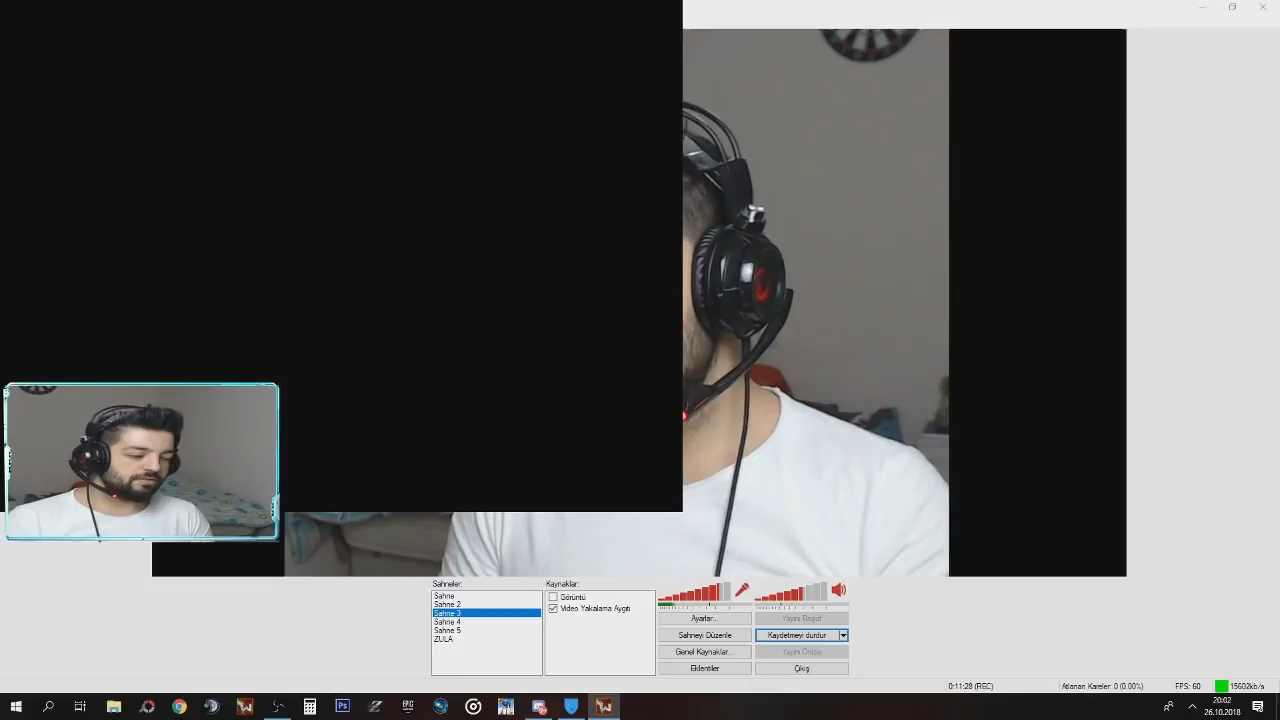 Sahneler:
Sahne
Sahne 2
Sahne 3
Sahne 4
Sahne 5
ZULA
Kaynaklar:
Görüntü
Video Yakalama Aygıtı
Ayarlar...
Yayını Başlat
Sahneyi Düzenle
Kaydetmeyi durdur
Genel Kaynaklar...
Yayını Önizle
Eklentiler
Çıkış
0:11:28 (REC)
Atlanan Kareler: 0 (0.00%)
FPS: 60
15602kb/s
Ps
EPIC
20:02
26.10.2018